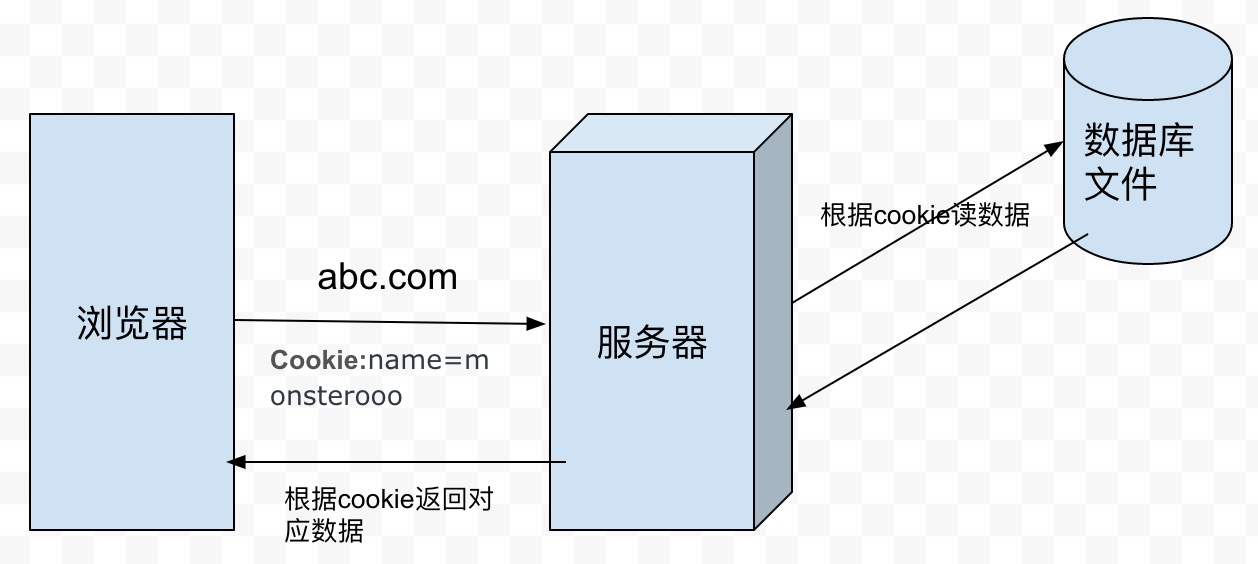 数据库
文件
根据cookie读数据
abc.com
浏览器
服务器
Cookie:name=m
onsterooo
根据cookie返回对
应数据